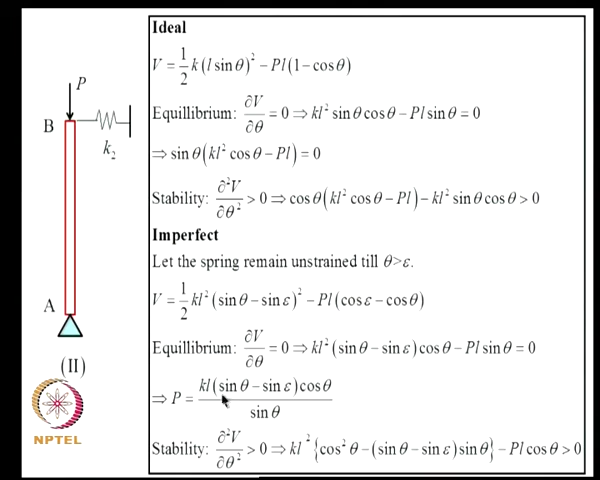 Ideal
V = 1/2 k(l sin θ)² − Pl(1 − cos θ)
Equillibrium: ∂V/∂θ = 0 ⇒ kl² sin θ cos θ − Pl sin θ = 0
⇒ sin θ(kl² cos θ − Pl) = 0
Stability: ∂²V/∂θ² > 0 ⇒ cos θ(kl² cos θ − Pl) − kl² sin θ cos θ > 0
Imperfect
Let the spring remain unstrained till θ > ε.
V = 1/2 kl²(sin θ − sin ε)² − Pl(cos ε − cos θ)
Equillibrium: ∂V/∂θ = 0 ⇒ kl²(sin θ − sin ε)cos θ − Pl sin θ = 0
⇒ P = kl(sin θ − sin ε)cos θ / sin θ
Stability: ∂²V/∂θ² > 0 ⇒ kl²{cos² θ − (sin θ − sin ε)sin θ} − Pl cos θ > 0
P
B
k₂
A
(II)
NPTEL